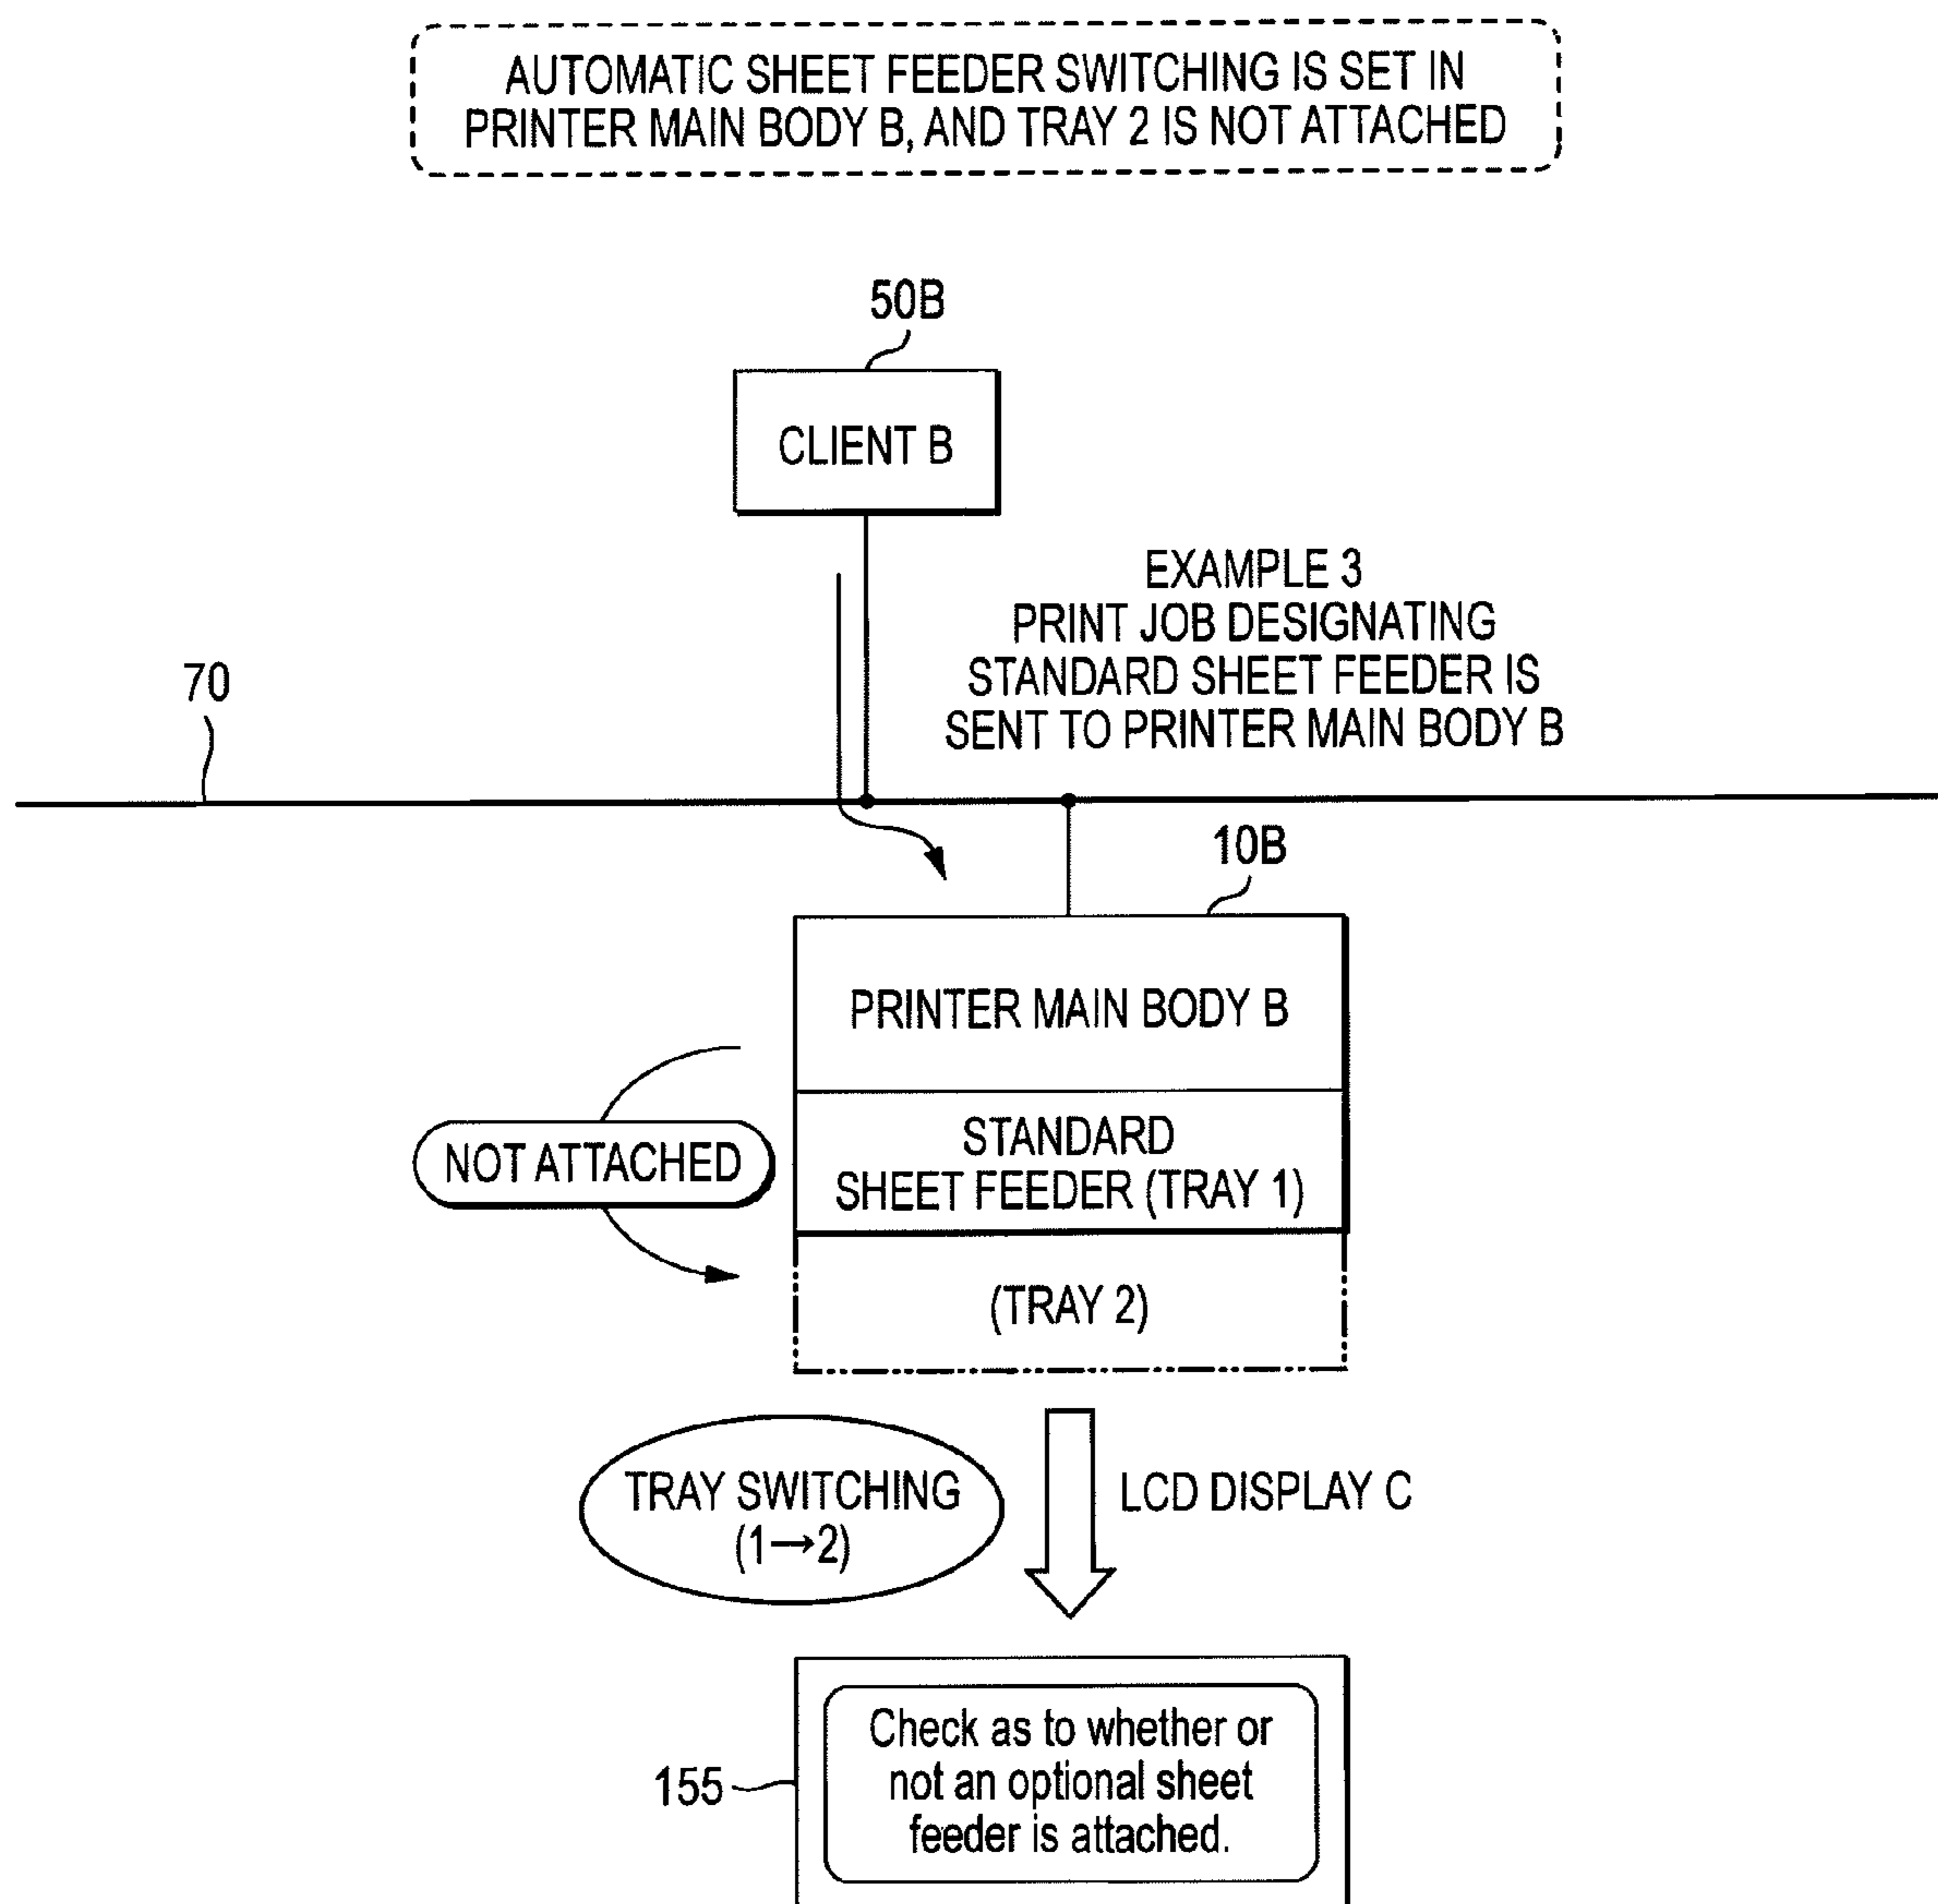 AUTOMATIC SHEET FEEDER SWITCHING IS SET IN
PRINTER MAIN BODY B, AND TRAY 2 IS NOT ATTACHED
50B
CLIENT B
EXAMPLE 3
PRINT JOB DESIGNATING
STANDARD SHEET FEEDER IS
SENT TO PRINTER MAIN BODY B
70
10B
PRINTER MAIN BODY B
NOT ATTACHED
STANDARD
SHEET FEEDER (TRAY 1)
(TRAY 2)
TRAY SWITCHING
(1→2)
LCD DISPLAY C
155
Check as to whether or
not an optional sheet
feeder is attached.